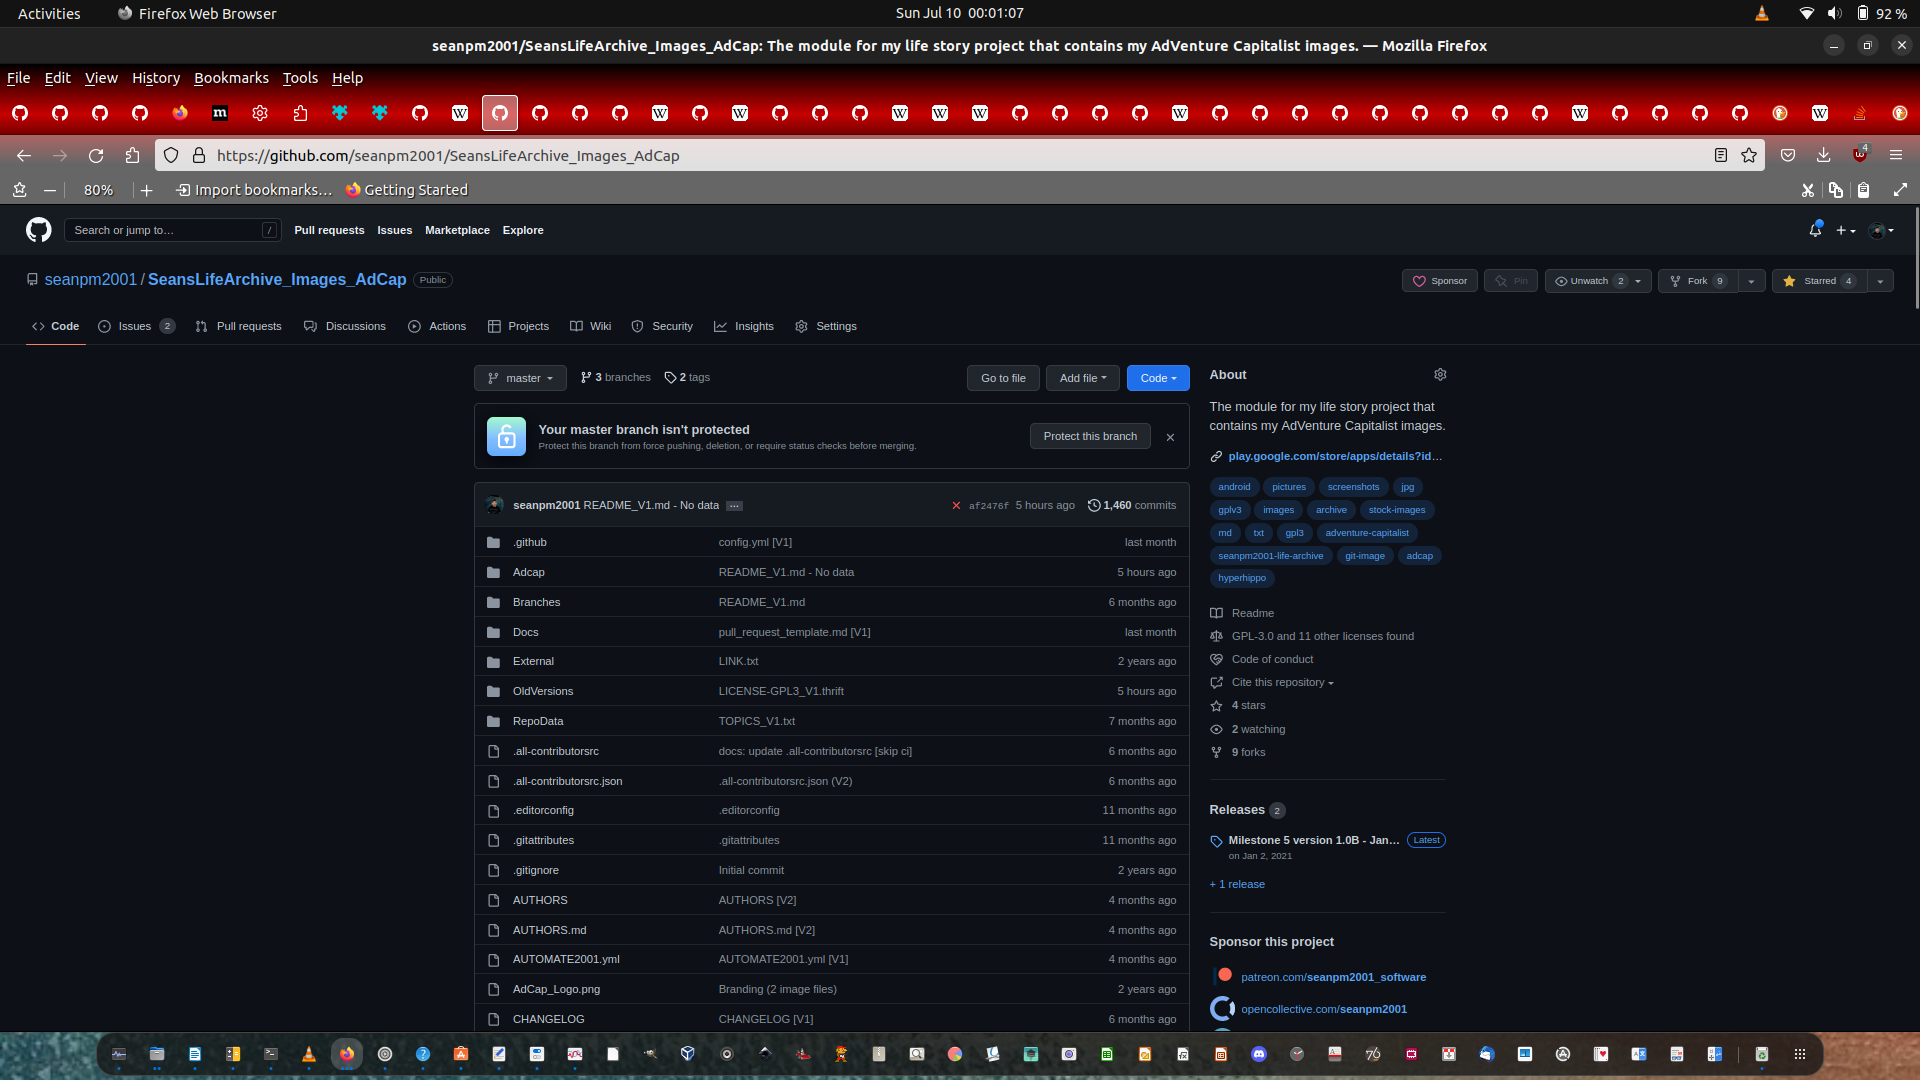 Activities
Firefox Web Browser
Sun Jul 10 00:01:07
92 %
seanpm2001/SeansLifeArchive_Images_AdCap: The module for my life story project that contains my AdVenture Capitalist images. — Mozilla Firefox
File Edit View History Bookmarks Tools Help
https://github.com/seanpm2001/SeansLifeArchive_Images_AdCap
4
80%
Import bookmarks…
Getting Started
Search or jump to…
/
Pull requests
Issues
Marketplace
Explore
seanpm2001 / SeansLifeArchive_Images_AdCap
Public
Sponsor
Pin
Unwatch 2
Fork 9
Starred 4
Code
Issues 2
Pull requests
Discussions
Actions
Projects
Wiki
Security
Insights
Settings
master
3 branches
2 tags
Go to file
Add file
Code
Your master branch isn't protected
Protect this branch from force pushing, deletion, or require status checks before merging.
Protect this branch
seanpm2001 README_V1.md - No data ...
af2476f 5 hours ago
1,460 commits
.github config.yml [V1] last month
Adcap README_V1.md - No data 5 hours ago
Branches README_V1.md 6 months ago
Docs pull_request_template.md [V1] last month
External LINK.txt 2 years ago
OldVersions LICENSE-GPL3_V1.thrift 5 hours ago
RepoData TOPICS_V1.txt 7 months ago
.all-contributorsrc docs: update .all-contributorsrc [skip ci] 6 months ago
.all-contributorsrc.json .all-contributorsrc.json (V2) 6 months ago
.editorconfig .editorconfig 11 months ago
.gitattributes .gitattributes 11 months ago
.gitignore Initial commit 2 years ago
AUTHORS AUTHORS [V2] 4 months ago
AUTHORS.md AUTHORS.md [V2] 4 months ago
AUTOMATE2001.yml AUTOMATE2001.yml [V1] 4 months ago
AdCap_Logo.png Branding (2 image files) 2 years ago
CHANGELOG CHANGELOG [V1] 6 months ago
About
The module for my life story project that
contains my AdVenture Capitalist images.
play.google.com/store/apps/details?id…
android pictures screenshots jpg
gplv3 images archive stock-images
md txt gpl3 adventure-capitalist
seanpm2001-life-archive git-image adcap
hyperhippo
Readme
GPL-3.0 and 11 other licenses found
Code of conduct
Cite this repository
4 stars
2 watching
9 forks
Releases 2
Milestone 5 version 1.0B - Jan… Latest
on Jan 2, 2021
+ 1 release
Sponsor this project
patreon.com/seanpm2001_software
opencollective.com/seanpm2001